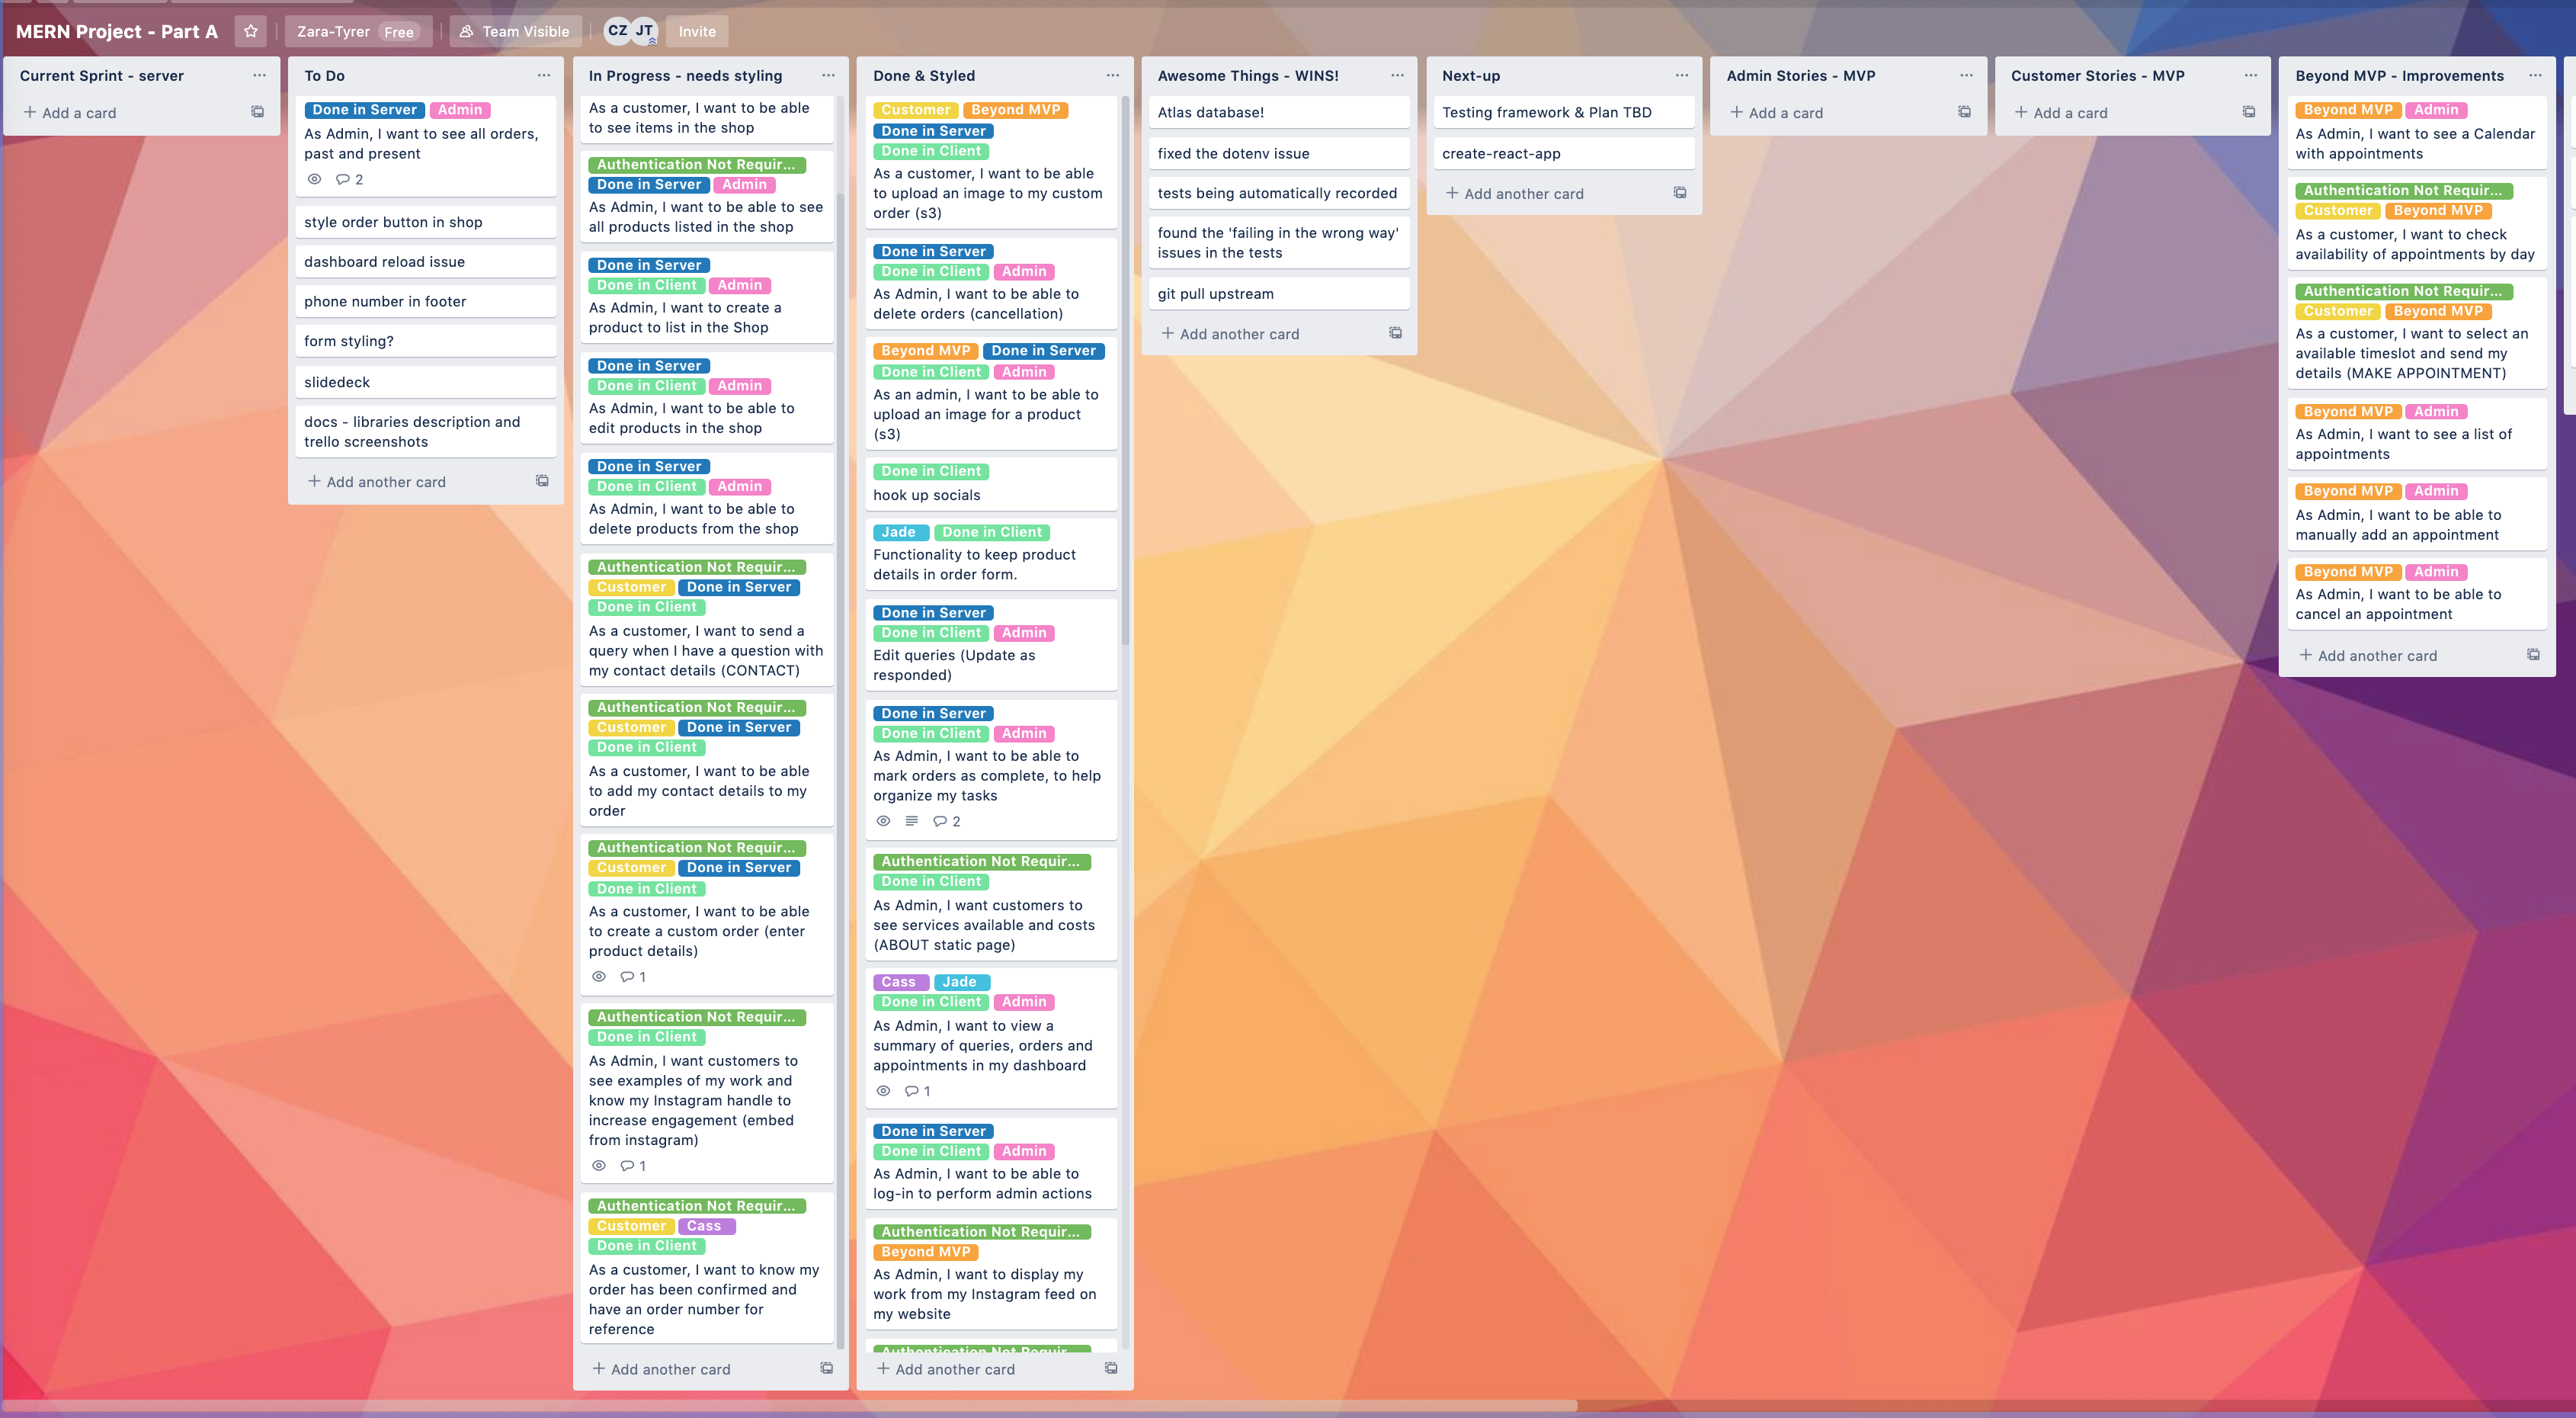 MERN Project - Part A
Zara-Tyrer Free
Team Visible
CZ JT
Invite
Current Sprint - server
Add a card
To Do
Done in Server Admin
As Admin, I want to see all orders,
past and present
2
style order button in shop
dashboard reload issue
phone number in footer
form styling?
slidedeck
docs - libraries description and
trello screenshots
Add another card
In Progress - needs styling
As a customer, I want to be able
to see items in the shop
Authentication Not Requir...
Done in Server Admin
As Admin, I want to be able to see
all products listed in the shop
Done in Server
Done in Client Admin
As Admin, I want to create a
product to list in the Shop
Done in Server
Done in Client Admin
As Admin, I want to be able to
edit products in the shop
Done in Server
Done in Client Admin
As Admin, I want to be able to
delete products from the shop
Authentication Not Requir...
Customer Done in Server
Done in Client
As a customer, I want to send a
query when I have a question with
my contact details (CONTACT)
Authentication Not Requir...
Customer Done in Server
Done in Client
As a customer, I want to be able
to add my contact details to my
order
Authentication Not Requir...
Customer Done in Server
Done in Client
As a customer, I want to be able
to create a custom order (enter
product details)
1
Authentication Not Requir...
Done in Client
As Admin, I want customers to
see examples of my work and
know my Instagram handle to
increase engagement (embed
from instagram)
1
Authentication Not Requir...
Customer Cass
Done in Client
As a customer, I want to know my
order has been confirmed and
have an order number for
reference
Add another card
Done & Styled
Customer Beyond MVP
Done in Server
Done in Client
As a customer, I want to be able
to upload an image to my custom
order (s3)
Done in Server
Done in Client Admin
As Admin, I want to be able to
delete orders (cancellation)
Beyond MVP Done in Server
Done in Client Admin
As an admin, I want to be able to
upload an image for a product
(s3)
Done in Client
hook up socials
Jade Done in Client
Functionality to keep product
details in order form.
Done in Server
Done in Client Admin
Edit queries (Update as
responded)
Done in Server
Done in Client Admin
As Admin, I want to be able to
mark orders as complete, to help
organize my tasks
2
Authentication Not Requir...
Done in Client
As Admin, I want customers to
see services available and costs
(ABOUT static page)
Cass Jade
Done in Client Admin
As Admin, I want to view a
summary of queries, orders and
appointments in my dashboard
1
Done in Server
Done in Client Admin
As Admin, I want to be able to
log-in to perform admin actions
Authentication Not Requir...
Beyond MVP
As Admin, I want to display my
work from my Instagram feed on
my website
Authentication Not Requir...
Add another card
Awesome Things - WINS!
Atlas database!
fixed the dotenv issue
tests being automatically recorded
found the 'failing in the wrong way'
issues in the tests
git pull upstream
Add another card
Next-up
Testing framework & Plan TBD
create-react-app
Add another card
Admin Stories - MVP
Add a card
Customer Stories - MVP
Add a card
Beyond MVP - Improvements
Beyond MVP Admin
As Admin, I want to see a Calendar
with appointments
Authentication Not Requir...
Customer Beyond MVP
As a customer, I want to check
availability of appointments by day
Authentication Not Requir...
Customer Beyond MVP
As a customer, I want to select an
available timeslot and send my
details (MAKE APPOINTMENT)
Beyond MVP Admin
As Admin, I want to see a list of
appointments
Beyond MVP Admin
As Admin, I want to be able to
manually add an appointment
Beyond MVP Admin
As Admin, I want to be able to
cancel an appointment
Add another card